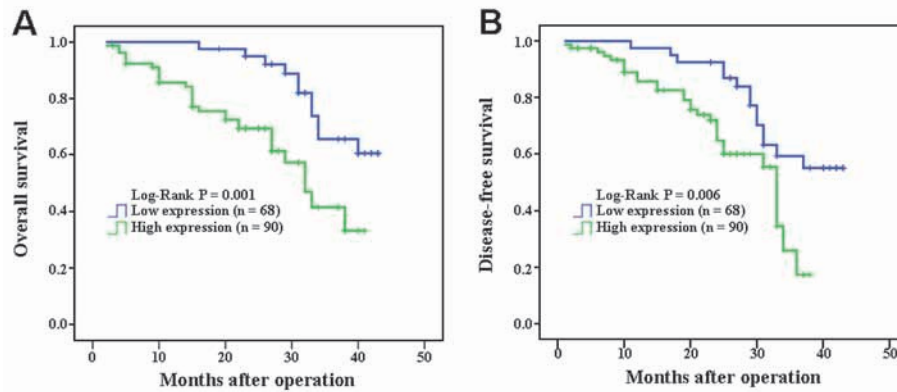 A
Overall survival
1.0
0.8
0.6
0.4
0.2
0.0
Log-Rank P = 0.001
Low expression (n = 68)
High expression (n = 90)
0 10 20 30 40 50
Months after operation
B
Disease-free survival
1.0
0.8
0.6
0.4
0.2
0.0
Log-Rank P = 0.006
Low expression (n = 68)
High expression (n = 90)
0 10 20 30 40 50
Months after operation